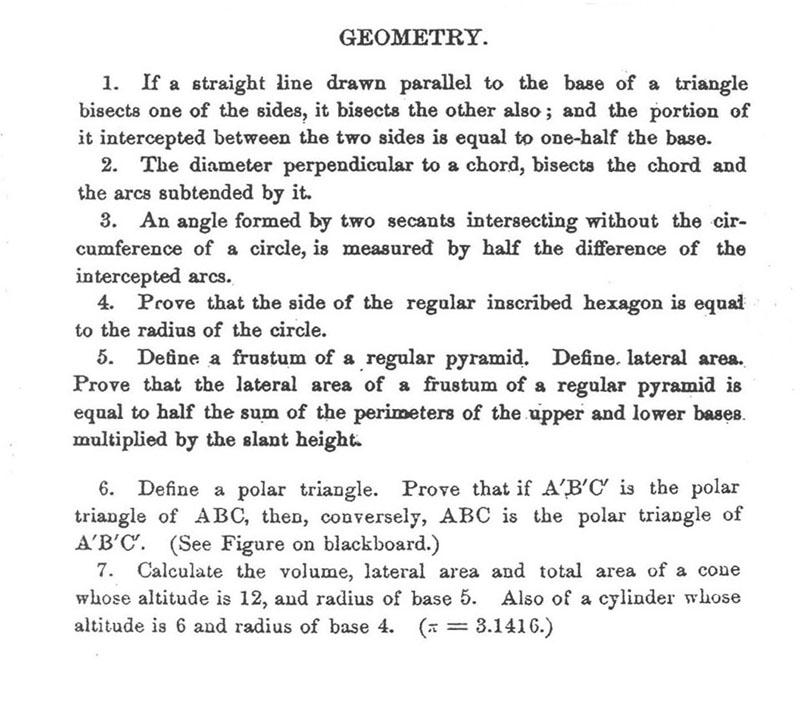 GEOMETRY.
1. If a straight line drawn parallel to the base of a triangle
bisects one of the sides, it bisects the other also; and the portion of
it intercepted between the two sides is equal to one-half the base.
2. The diameter perpendicular to a chord, bisects the chord and
the arcs subtended by it.
3. An angle formed by two secants intersecting without the cir-
cumference of a circle, is measured by half the difference of the
intercepted arcs.
4. Prove that the side of the regular inscribed hexagon is equal
to the radius of the circle.
5. Define a frustum of a regular pyramid. Define lateral area.
Prove that the lateral area of a frustum of a regular pyramid is
equal to half the sum of the perimeters of the upper and lower bases
multiplied by the slant height.
6. Define a polar triangle. Prove that if A′B′C′ is the polar
triangle of ABC, then, conversely, ABC is the polar triangle of
A′B′C′. (See Figure on blackboard.)
7. Calculate the volume, lateral area and total area of a cone
whose altitude is 12, and radius of base 5. Also of a cylinder whose
altitude is 6 and radius of base 4. (π = 3.1416.)